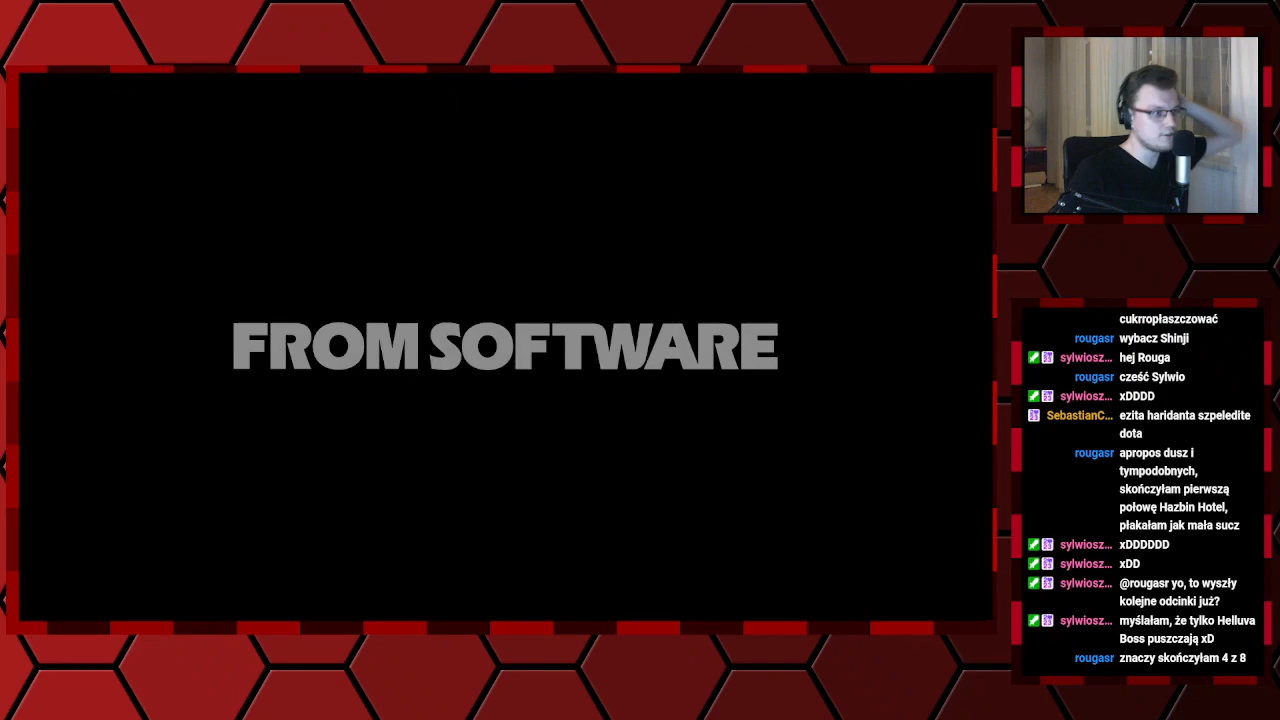 FROM SOFTWARE
cukrropłaszczować
rougasr wybacz Shinji
sylwiosz... hej Rouga
rougasr cześć Sylwio
sylwiosz... xDDDD
SebastianC... ezita haridanta szpeledite
dota
rougasr apropos dusz i
tympodobnych,
skończyłam pierwszą
połowę Hazbin Hotel,
płakałam jak mała sucz
sylwiosz... xDDDDDD
sylwiosz... xDD
sylwiosz... @rougasr yo, to wyszły
kolejne odcinki już?
sylwiosz... myślałam, że tylko Helluva
Boss puszczają xD
rougasr znaczy skończyłam 4 z 8